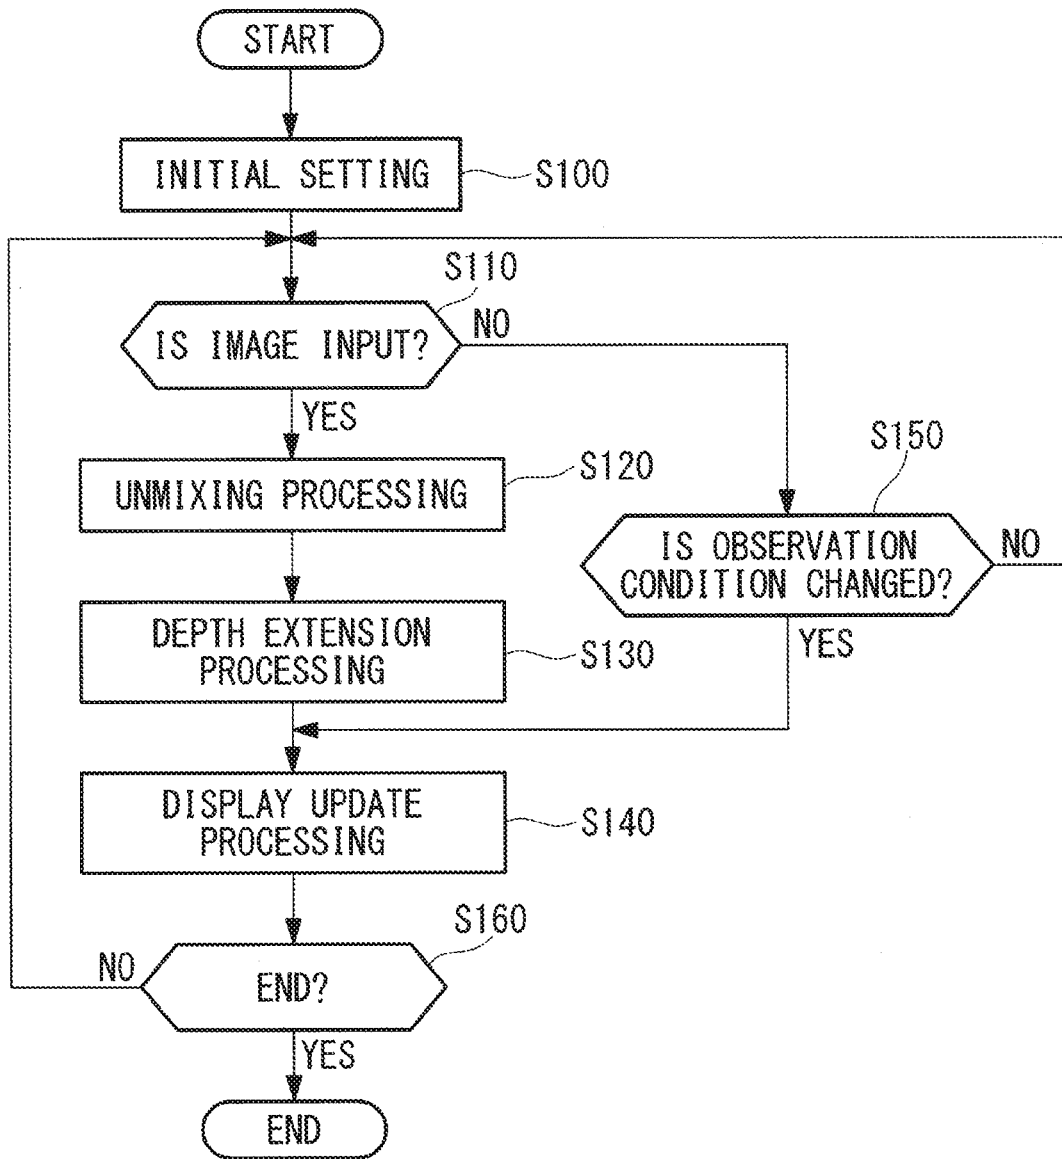 START
INITIAL SETTING
S100
S110
IS IMAGE INPUT?
NO
YES
S120
UNMIXING PROCESSING
S150
IS OBSERVATION
CONDITION CHANGED?
NO
YES
DEPTH EXTENSION
PROCESSING
S130
DISPLAY UPDATE
PROCESSING
S140
S160
NO
END?
YES
END